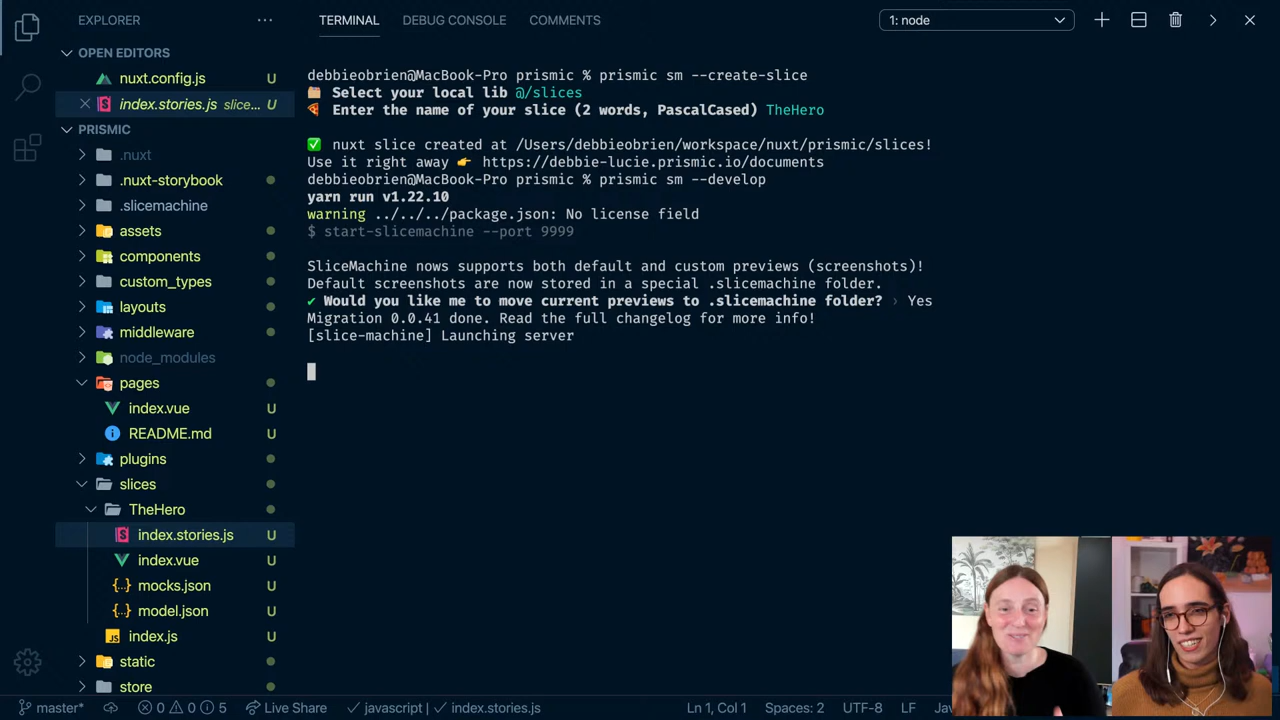 EXPLORER
TERMINAL DEBUG CONSOLE COMMENTS 1: node
OPEN EDITORS
nuxt.config.js U
index.stories.js slice... U
PRISMIC
.nuxt
.nuxt-storybook
.slicemachine
assets
components
custom_types
layouts
middleware
node_modules
pages
index.vue U
README.md U
plugins
slices
TheHero
index.stories.js U
index.vue U
mocks.json U
model.json U
index.js U
static
store
debbieobrien@MacBook-Pro prismic % prismic sm --create-slice
Select your local lib @/slices
Enter the name of your slice (2 words, PascalCased) TheHero
nuxt slice created at /Users/debbieobrien/workspace/nuxt/prismic/slices!
Use it right away 👉 https://debbie-lucie.prismic.io/documents
debbieobrien@MacBook-Pro prismic % prismic sm --develop
yarn run v1.22.10
warning ../../../package.json: No license field
$ start-slicemachine --port 9999
SliceMachine nows supports both default and custom previews (screenshots)!
Default screenshots are now stored in a special .slicemachine folder.
✔ Would you like me to move current previews to .slicemachine folder? › Yes
Migration 0.0.41 done. Read the full changelog for more info!
[slice-machine] Launching server
master* 0 0 5 Live Share ✓ javascript | ✓ index.stories.js Ln 1, Col 1 Spaces: 2 UTF-8 LF